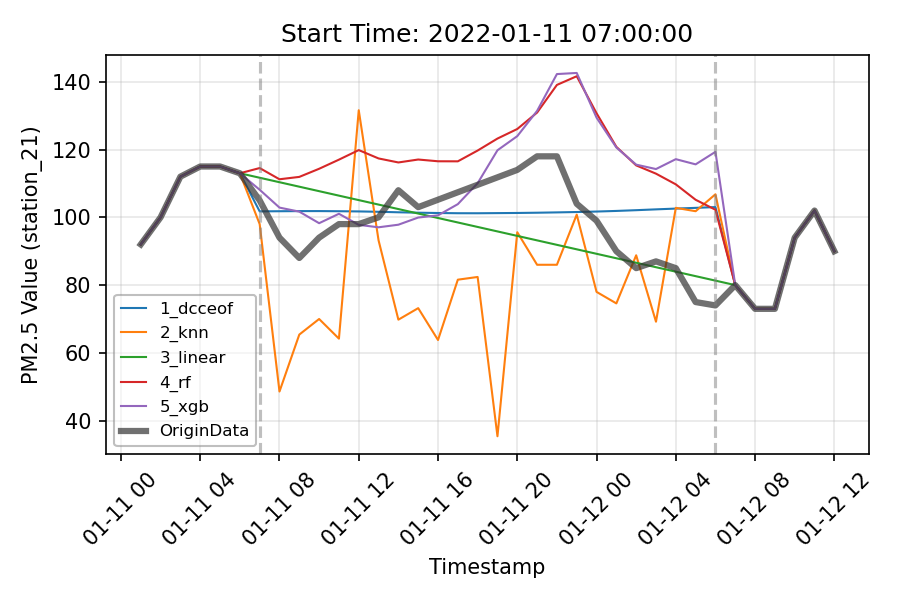 Start Time: 2022-01-11 07:00:00
PM2.5 Value (station_21)
140
120
100
80
60
40
1_dcceof
2_knn
3_linear
4_rf
5_xgb
OriginData
01-11 00
01-11 04
01-11 08
01-11 12
01-11 16
01-11 20
01-12 00
01-12 04
01-12 08
01-12 12
Timestamp